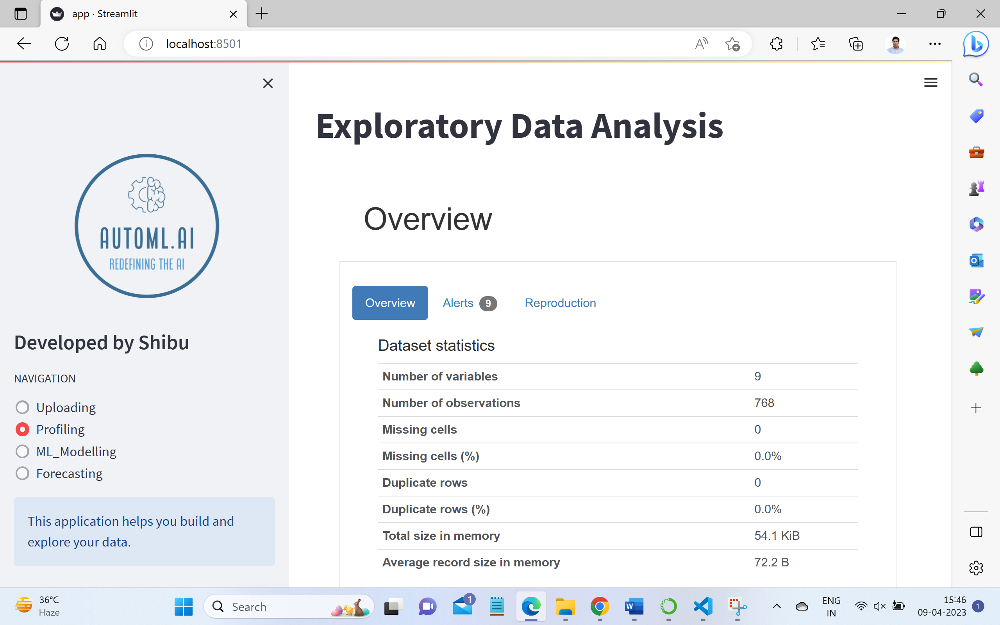 app · Streamlit
localhost:8501
AUTOML.AI
REDEFINING THE AI
Developed by Shibu
NAVIGATION
Uploading
Profiling
ML_Modelling
Forecasting
This application helps you build and
explore your data.
Exploratory Data Analysis
Overview
Overview Alerts 9 Reproduction
Dataset statistics
Number of variables 9
Number of observations 768
Missing cells 0
Missing cells (%) 0.0%
Duplicate rows 0
Duplicate rows (%) 0.0%
Total size in memory 54.1 KiB
Average record size in memory 72.2 B
36°C
Haze
Search
1
ENG
IN
15:46
09-04-2023
1